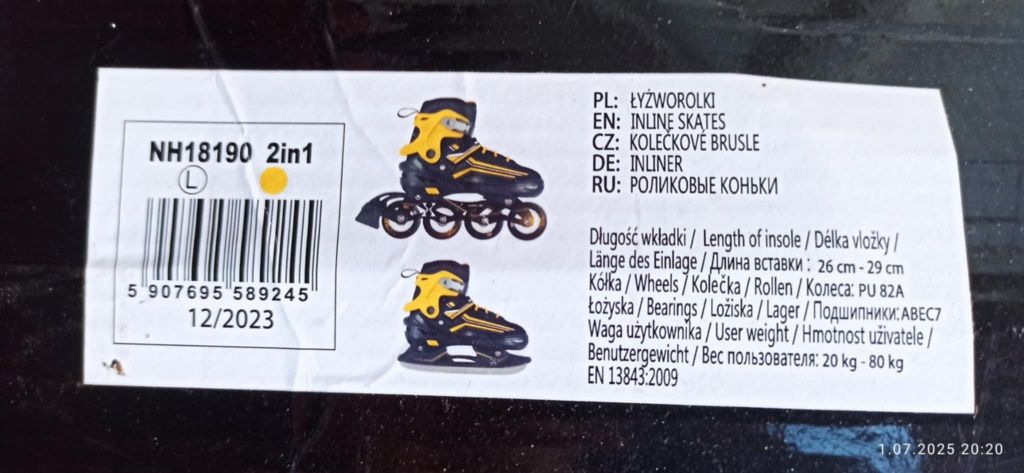 NH18190 2in1
L
5 907695 589245
12/2023
PL: ŁYŻWOROLKI
EN: INLINE SKATES
CZ: KOLEČKOVÉ BRUSLE
DE: INLINER
RU: РОЛИКОВЫЕ КОНЬКИ
Długość wkładki / Length of insole / Délka vložky /
Länge des Einlage / Длина вставки : 26 cm - 29 cm
Kółka / Wheels / Kolečka / Rollen / Колеса: PU 82A
Łożyska / Bearings / Ložiska / Lager / Подшипники: ABEC7
Waga użytkownika / User weight / Hmotnost uživatele /
Benutzergewicht / Вес пользователя: 20 kg - 80 kg
EN 13843:2009
1.07.2025 20:20